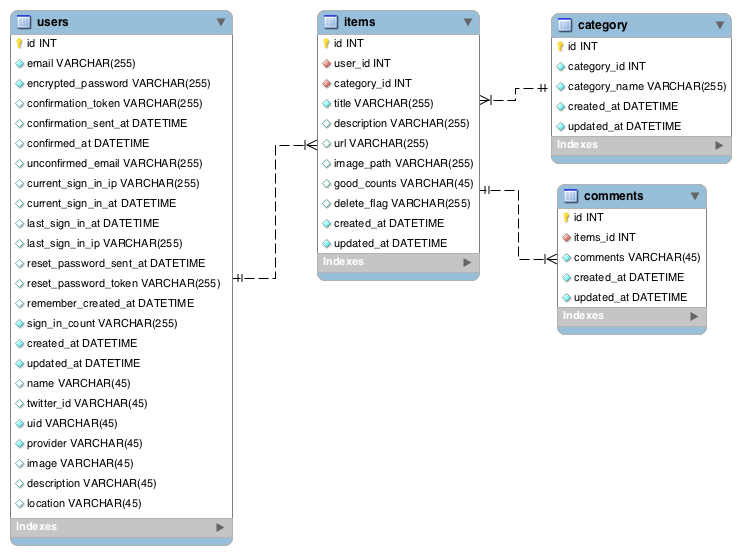 users
id INT
email VARCHAR(255)
encrypted_password VARCHAR(255)
confirmation_token VARCHAR(255)
confirmation_sent_at DATETIME
confirmed_at DATETIME
unconfirmed_email VARCHAR(255)
current_sign_in_ip VARCHAR(255)
current_sign_in_at DATETIME
last_sign_in_at DATETIME
last_sign_in_ip VARCHAR(255)
reset_password_sent_at DATETIME
reset_password_token VARCHAR(255)
remember_created_at DATETIME
sign_in_count VARCHAR(255)
created_at DATETIME
updated_at DATETIME
name VARCHAR(45)
twitter_id VARCHAR(45)
uid VARCHAR(45)
provider VARCHAR(45)
image VARCHAR(45)
description VARCHAR(45)
location VARCHAR(45)
Indexes
items
id INT
user_id INT
category_id INT
title VARCHAR(255)
description VARCHAR(255)
url VARCHAR(255)
image_path VARCHAR(255)
good_counts VARCHAR(45)
delete_flag VARCHAR(255)
created_at DATETIME
updated_at DATETIME
Indexes
category
id INT
category_id INT
category_name VARCHAR(255)
created_at DATETIME
updated_at DATETIME
Indexes
comments
id INT
items_id INT
comments VARCHAR(45)
created_at DATETIME
updated_at DATETIME
Indexes